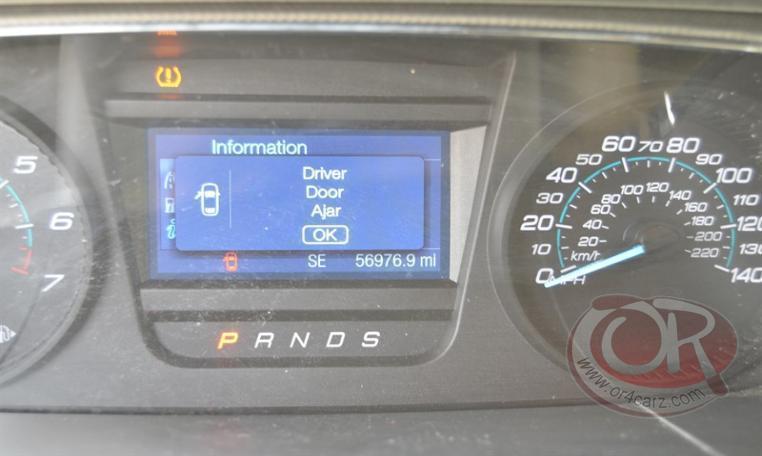 Information
Driver
Door
Ajar
OK
SE 56976.9 mi
P R N D S
5
6
7
0 10 20 30 40 50 60 70 80 90 100 110 120 130 140
MPH
20 40 60 80 100 120 140 160 180 200 220
km/r
OR
www.or4carz.com